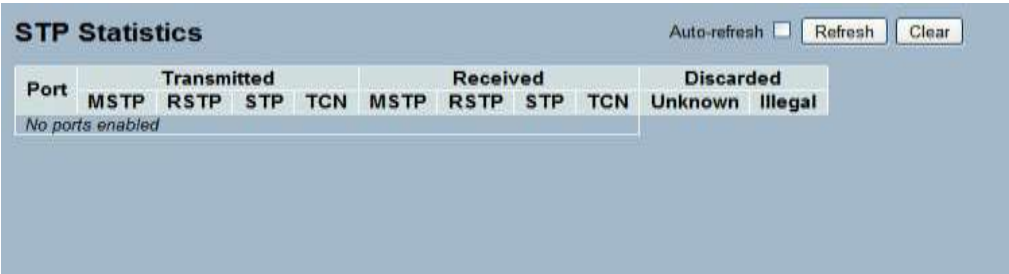 STP Statistics
Auto-refresh Refresh Clear
Port Transmitted Received Discarded
MSTP RSTP STP TCN MSTP RSTP STP TCN Unknown Illegal
No ports enabled